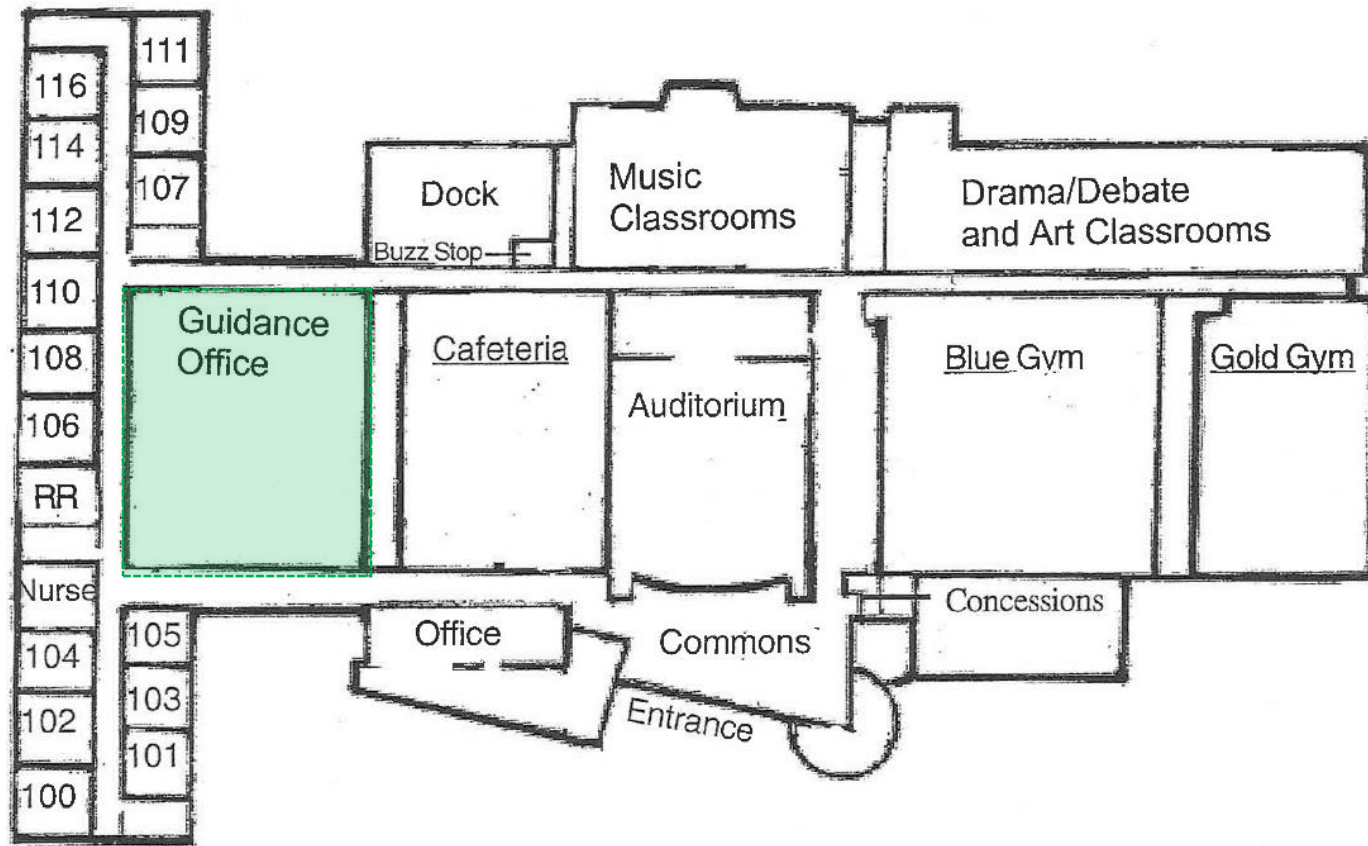 111
116
109
114
107
112
Dock
Music
Classrooms
Drama/Debate
and Art Classrooms
Buzz Stop
110
Guidance
Office
108
Cafeteria
Blue Gym
Gold Gym
106
Auditorium
RR
Nurse
Concessions
105
Office
Commons
104
103
102
Entrance
101
100